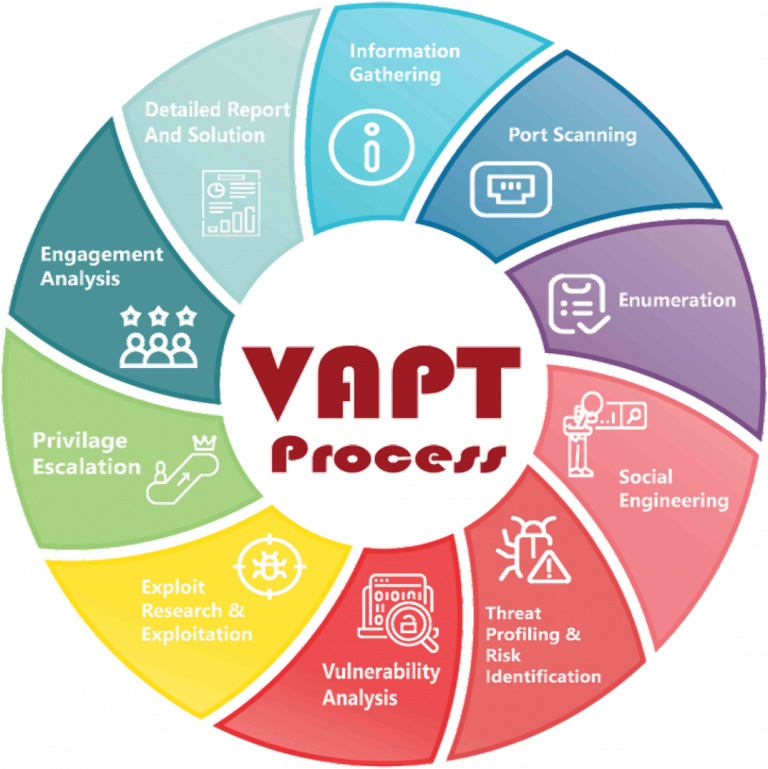 VAPT
Process
Information
Gathering
Port Scanning
Enumeration
Social
Engineering
Threat
Profiling &
Risk
Identification
Vulnerability
Analysis
Exploit
Research &
Exploitation
Privilage
Escalation
Engagement
Analysis
Detailed Report
And Solution